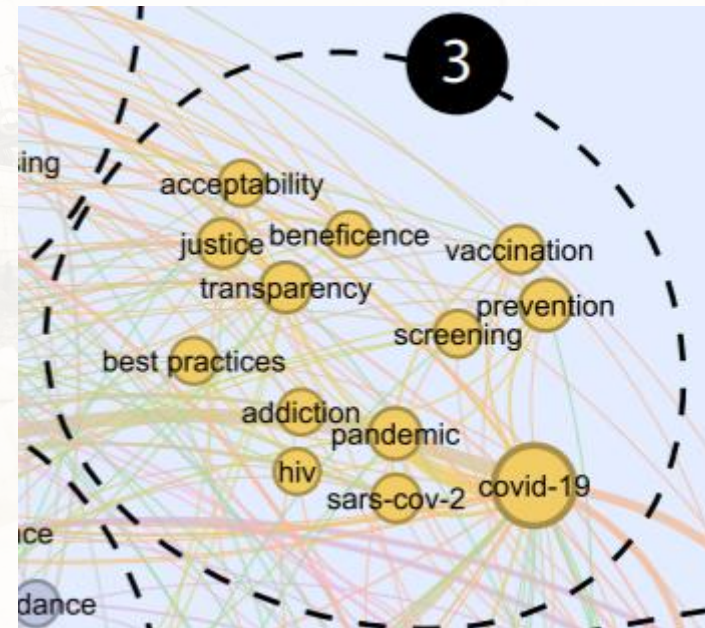 3
ing
acceptability
justice
beneficence
vaccination
transparency
prevention
screening
best practices
addiction
pandemic
hiv
sars-cov-2
covid-19
ce
dance